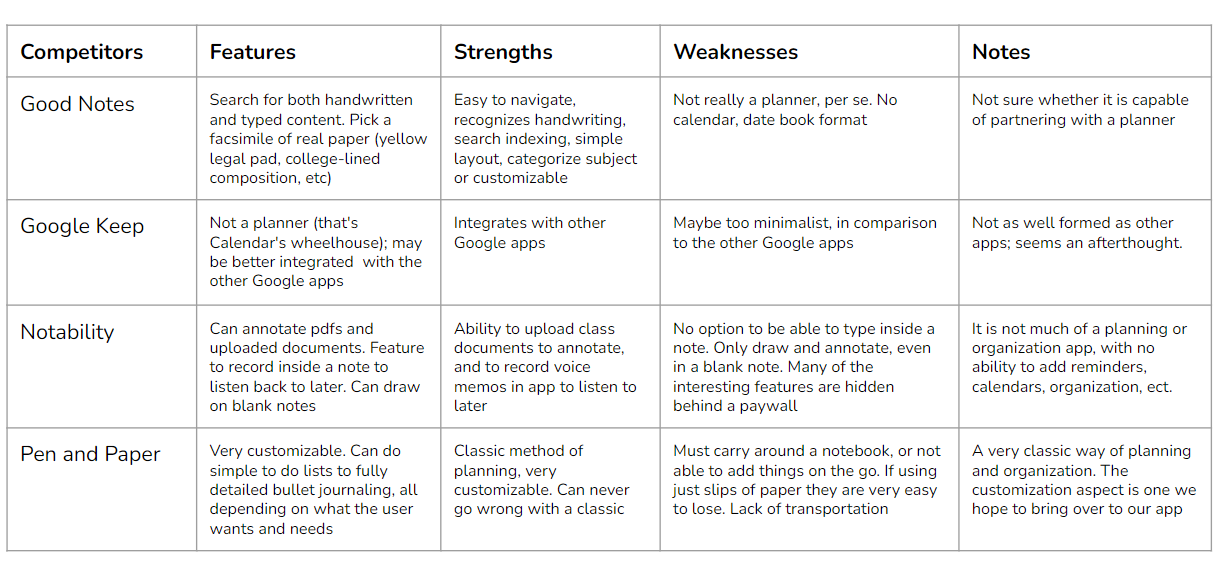 Competitors
Features
Strengths
Weaknesses
Notes
Good Notes
Search for both handwritten
and typed content. Pick a
facsimile of real paper (yellow
legal pad, college-lined
composition, etc)
Easy to navigate,
recognizes handwriting,
search indexing, simple
layout, categorize subject
or customizable
Not really a planner, per se. No
calendar, date book format
Not sure whether it is capable
of partnering with a planner
Google Keep
Not a planner (that's
Calendar's wheelhouse); may
be better integrated  with the
other Google apps
Integrates with other
Google apps
Maybe too minimalist, in comparison
to the other Google apps
Not as well formed as other
apps; seems an afterthought.
Notability
Can annotate pdfs and
uploaded documents. Feature
to record inside a note to
listen back to later. Can draw
on blank notes
Ability to upload class
documents to annotate,
and to record voice
memos in app to listen to
later
No option to be able to type inside a
note. Only draw and annotate, even
in a blank note. Many of the
interesting features are hidden
behind a paywall
It is not much of a planning or
organization app, with no
ability to add reminders,
calendars, organization, ect.
Pen and Paper
Very customizable. Can do
simple to do lists to fully
detailed bullet journaling, all
depending on what the user
wants and needs
Classic method of
planning, very
customizable. Can never
go wrong with a classic
Must carry around a notebook, or not
able to add things on the go. If using
just slips of paper they are very easy
to lose. Lack of transportation
A very classic way of planning
and organization. The
customization aspect is one we
hope to bring over to our app